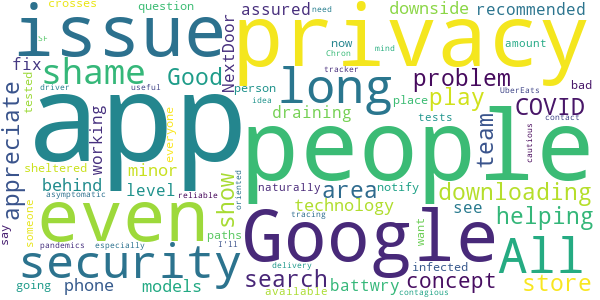 crosses question assured downside recommended
issue privacy
need
SF Chron now mind amount
NextDoor
fix shame Good long problem play
tracker UberEats bad
driver useful person idea place
tested
app people
draining
COVID
appreciate working everyone
tests team contact cautious
sheltered minor
behind level show naturally area notify downloading
asymptomatic reliable oriented technology see helping
say someone even paths Google want All
pandemics especially I'll tracing infected
security search battwry concept store
going phone models delivery available contagious